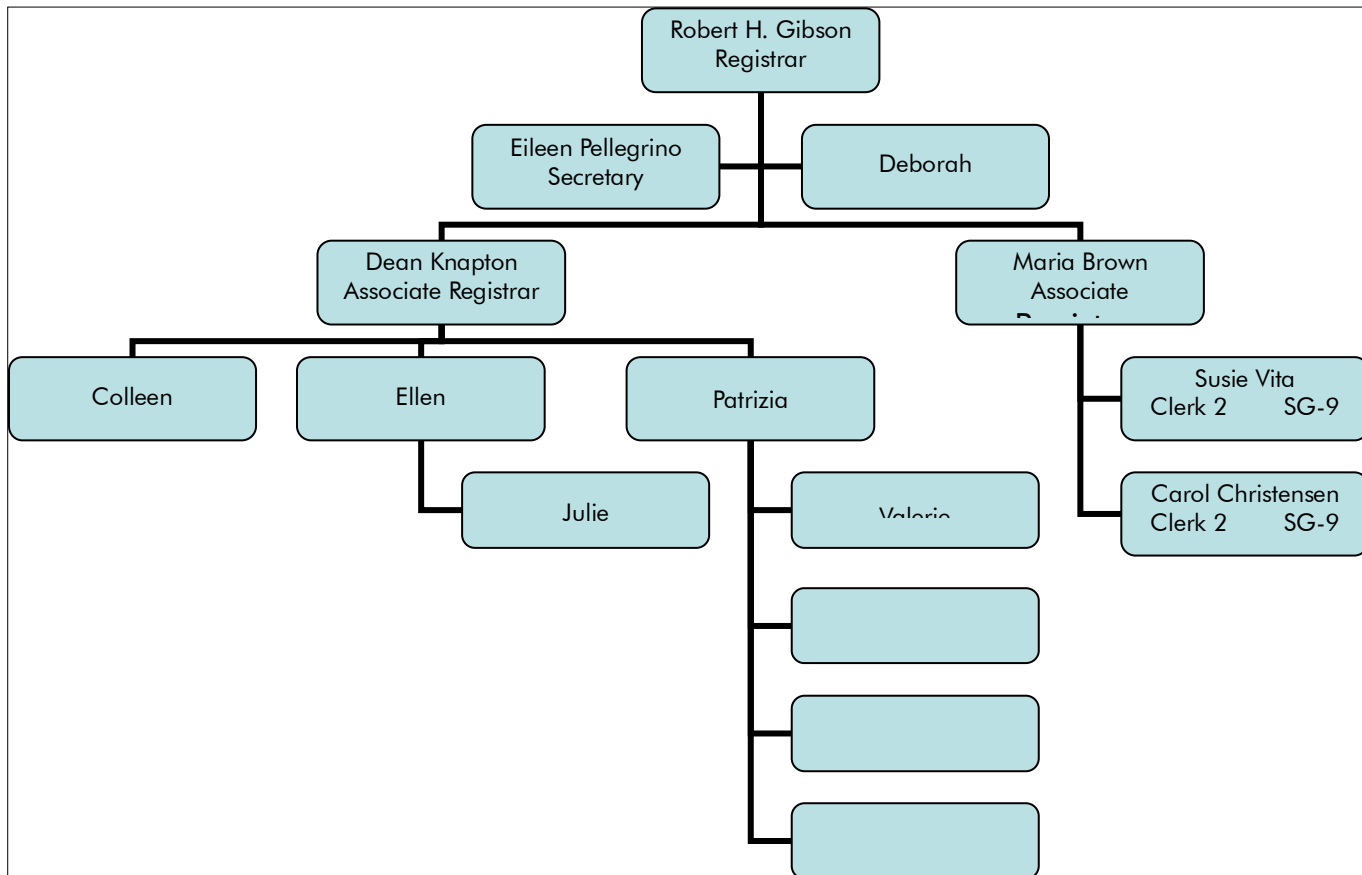 Robert H. Gibson
Registrar
Eileen Pellegrino
Secretary
Deborah
Dean Knapton
Associate Registrar
Maria Brown
Associate
Colleen
Ellen
Patrizia
Susie Vita
Clerk 2 SG-9
Julie
Valerie
Carol Christensen
Clerk 2 SG-9